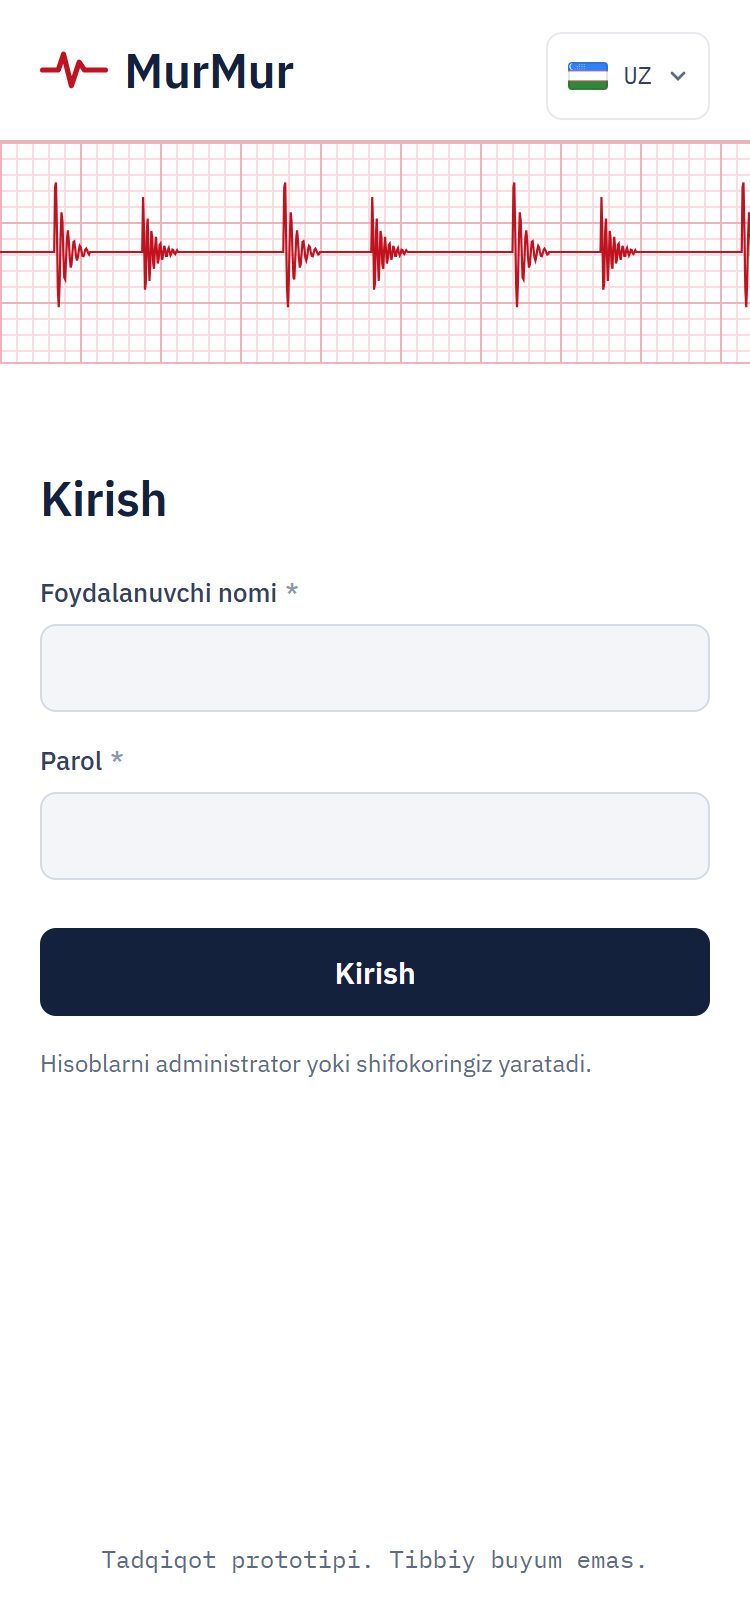 MurMur
UZ
Kirish
Foydalanuvchi nomi *
Parol *
Kirish
Hisoblarni administrator yoki shifokoringiz yaratadi.
Tadqiqot prototipi. Tibbiy buyum emas.